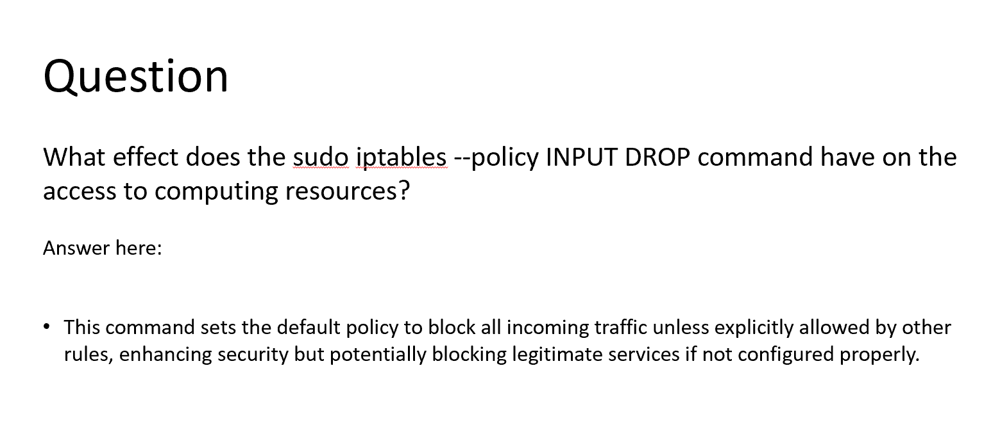 Question
What effect does the sudo iptables --policy INPUT DROP command have on the
access to computing resources?
Answer here:
• This command sets the default policy to block all incoming traffic unless explicitly allowed by other
rules, enhancing security but potentially blocking legitimate services if not configured properly.